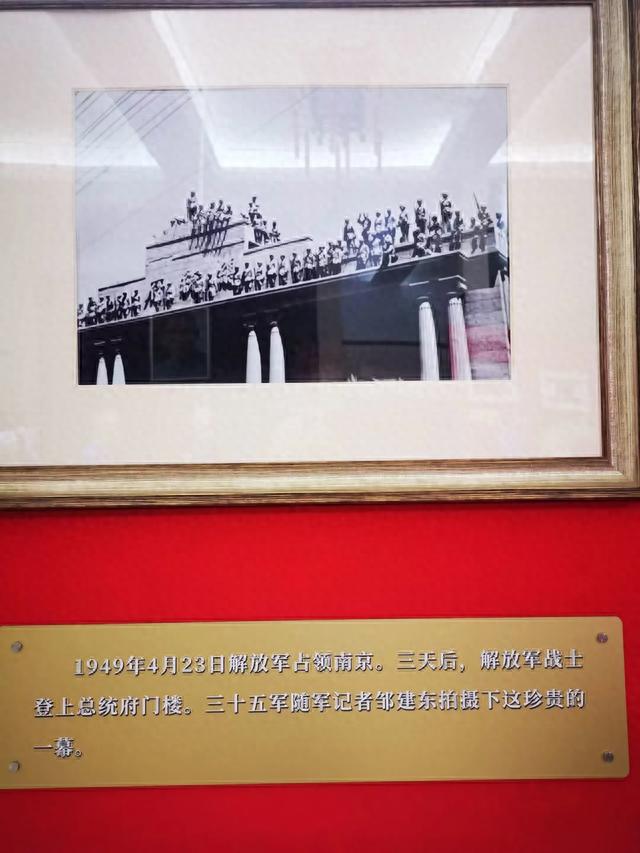 1949年4月23日解放军占领南京。三天后，解放军战士
登上总统府门楼。三十五军随军记者邹建东拍摄下这珍贵的
一幕。